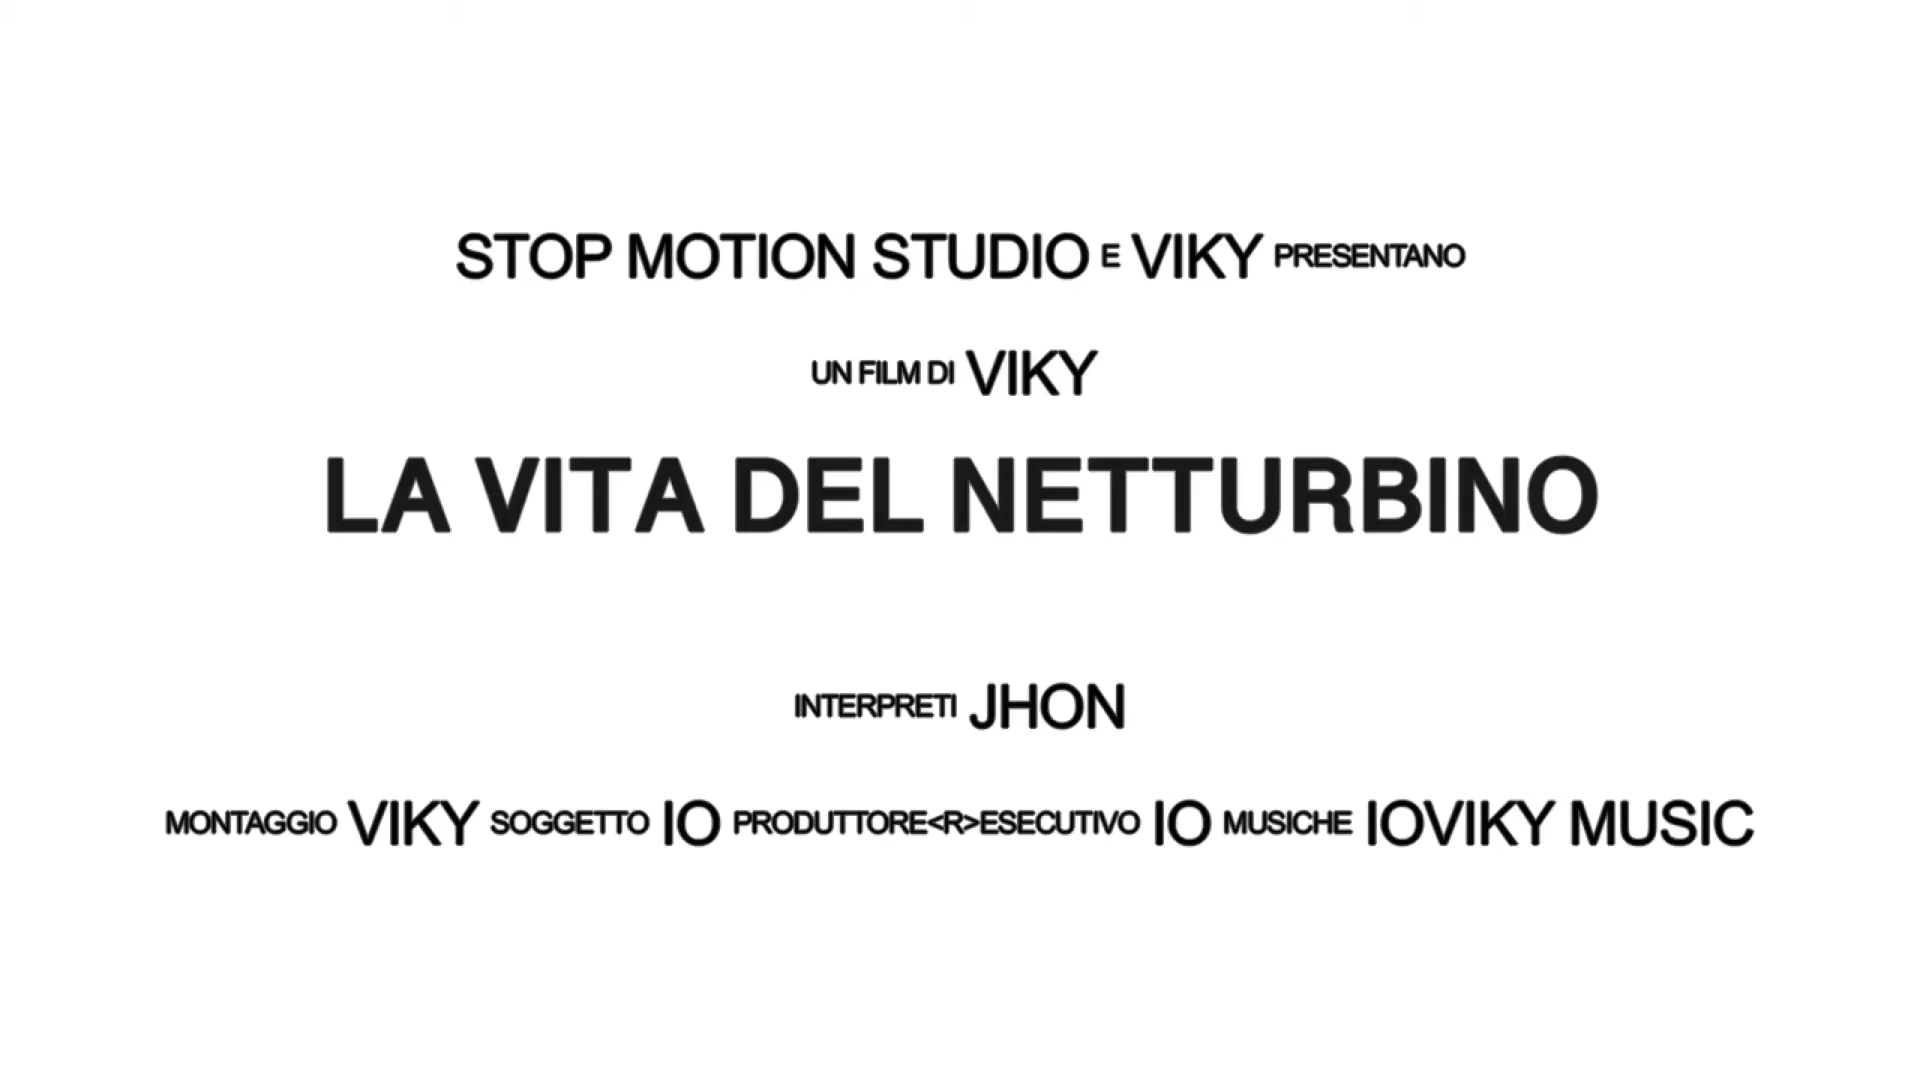 STOP MOTION STUDIO E VIKY PRESENTANO
UN FILM DI VIKY
LA VITA DEL NETTURBINO
INTERPRETI JHON
MONTAGGIO VIKY SOGGETTO IO PRODUTTORE<R>ESECUTIVO IO MUSICHE IOVIKY MUSIC